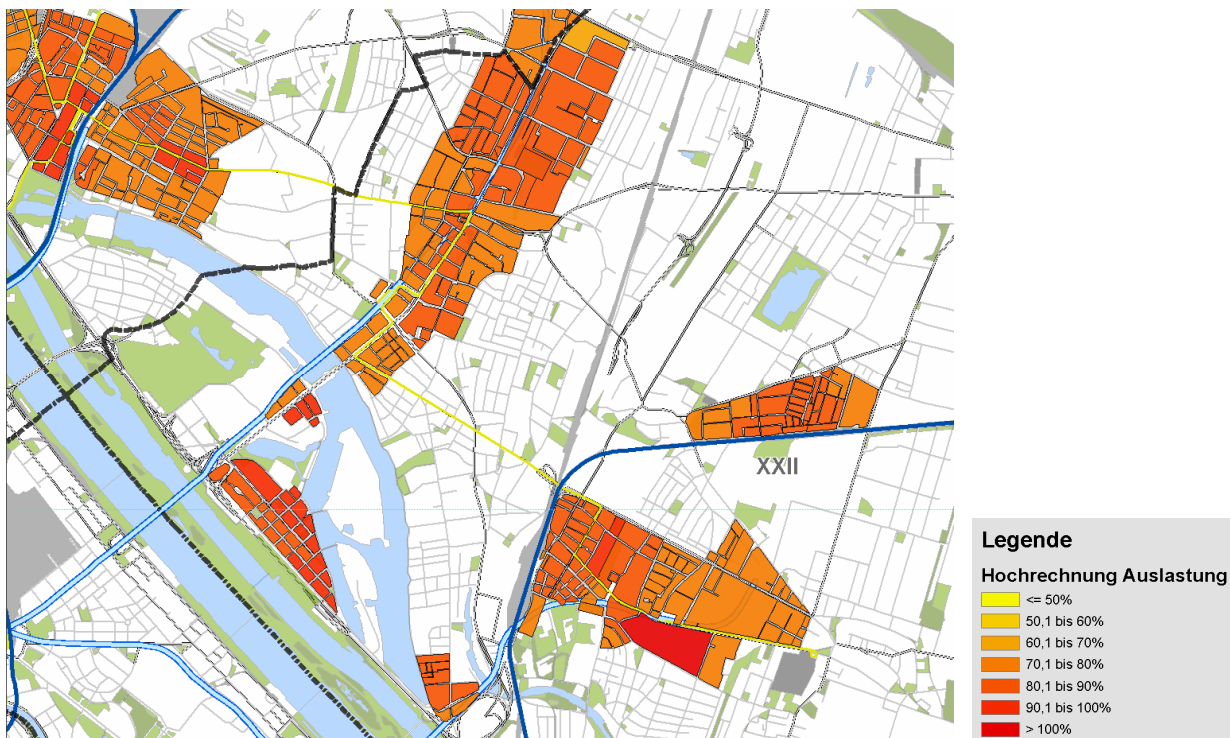 XXII
Legende
Hochrechnung Auslastung
<= 50%
50,1 bis 60%
60,1 bis 70%
70,1 bis 80%
80,1 bis 90%
90,1 bis 100%
> 100%